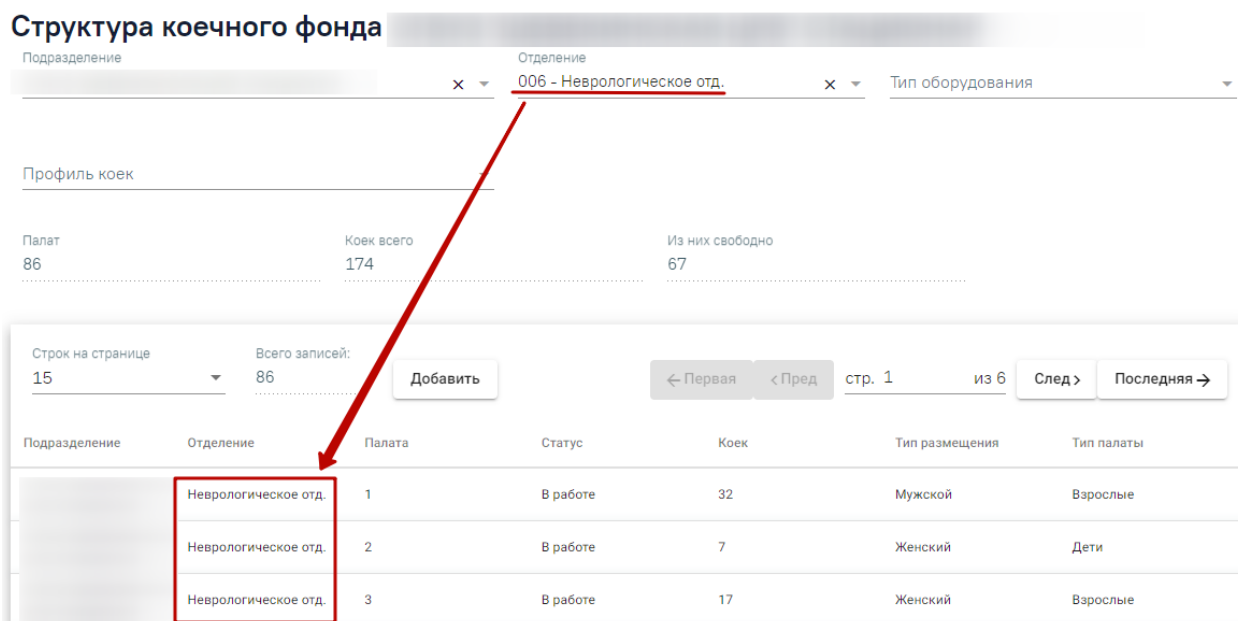 Структура коечного фонда
Подразделение Отделение
006 - Неврологическое отд. Тип оборудования
Профиль коек
Палат Коек всего Из них свободно
86 174 67
Строк на странице Всего записей:
15 86 Добавить Первая Пред стр. 1 из 6 След Последняя
Подразделение Отделение Палата Статус Коек Тип размещения Тип палаты
Неврологическое отд. 1 В работе 32 Мужской Взрослые
Неврологическое отд. 2 В работе 7 Женский Дети
Неврологическое отд. 3 В работе 17 Женский Взрослые